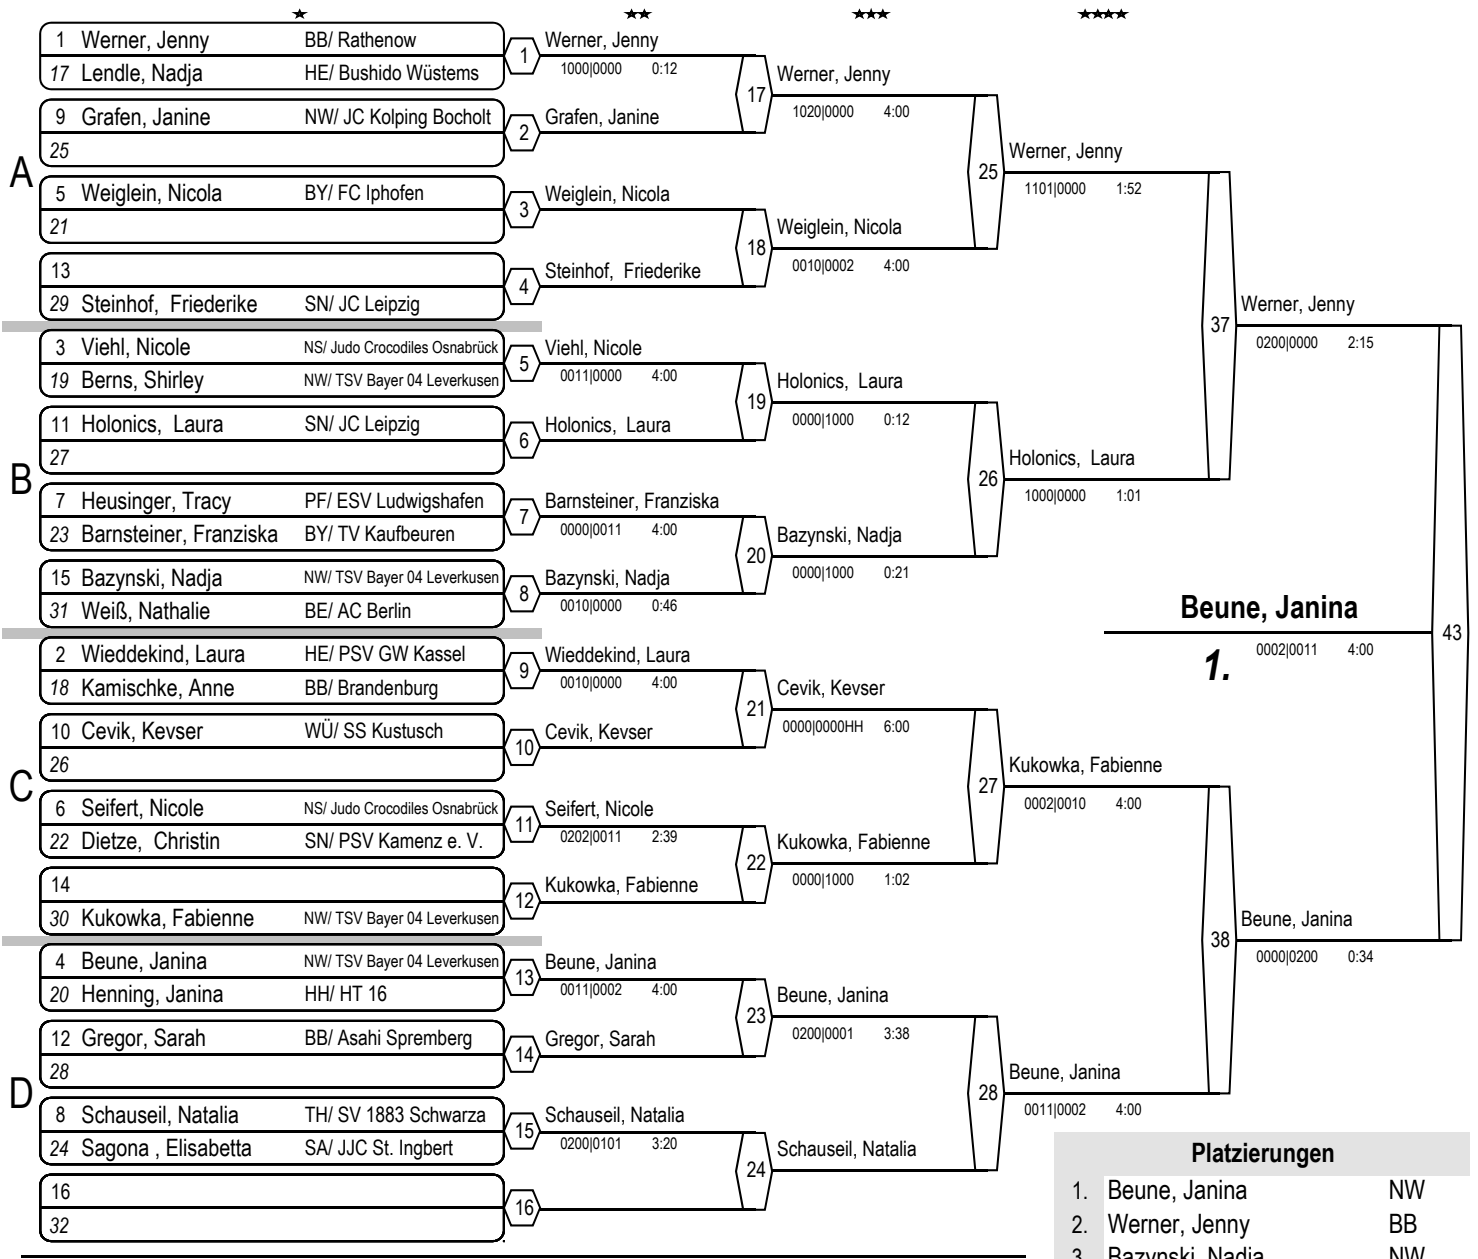 ★ ★★ ★★★ ★★★★
A
1 Werner, Jenny BB/ Rathenow
17 Lendle, Nadja HE/ Bushido Wüstems
9 Grafen, Janine NW/ JC Kolping Bocholt
25
5 Weiglein, Nicola BY/ FC Iphofen
21
13
29 Steinhof, Friederike SN/ JC Leipzig
B
3 Viehl, Nicole NS/ Judo Crocodiles Osnabrück
19 Berns, Shirley NW/ TSV Bayer 04 Leverkusen
11 Holonics, Laura SN/ JC Leipzig
27
7 Heusinger, Tracy PF/ ESV Ludwigshafen
23 Barnsteiner, Franziska BY/ TV Kaufbeuren
15 Bazynski, Nadja NW/ TSV Bayer 04 Leverkusen
31 Weiß, Nathalie BE/ AC Berlin
C
2 Wieddekind, Laura HE/ PSV GW Kassel
18 Kamischke, Anne BB/ Brandenburg
10 Cevik, Kevser WÜ/ SS Kustusch
26
6 Seifert, Nicole NS/ Judo Crocodiles Osnabrück
22 Dietze, Christin SN/ PSV Kamenz e. V.
14
30 Kukowka, Fabienne NW/ TSV Bayer 04 Leverkusen
D
4 Beune, Janina NW/ TSV Bayer 04 Leverkusen
20 Henning, Janina HH/ HT 16
12 Gregor, Sarah BB/ Asahi Spremberg
28
8 Schauseil, Natalia TH/ SV 1883 Schwarza
24 Sagona , Elisabetta SA/ JJC St. Ingbert
16
32
1 Werner, Jenny
1000|0000 0:12
2 Grafen, Janine
3 Weiglein, Nicola
4 Steinhof, Friederike
5 Viehl, Nicole
0011|0000 4:00
6 Holonics, Laura
7 Barnsteiner, Franziska
0000|0011 4:00
8 Bazynski, Nadja
0010|0000 0:46
9 Wieddekind, Laura
0010|0000 4:00
10 Cevik, Kevser
11 Seifert, Nicole
0202|0011 2:39
12 Kukowka, Fabienne
13 Beune, Janina
0011|0002 4:00
14 Gregor, Sarah
15 Schauseil, Natalia
0200|0101 3:20
16
17 Werner, Jenny
1020|0000 4:00
18 Weiglein, Nicola
0010|0002 4:00
19 Holonics, Laura
0000|1000 0:12
20 Bazynski, Nadja
0000|1000 0:21
21 Cevik, Kevser
0000|0000HH 6:00
22 Kukowka, Fabienne
0000|1000 1:02
23 Beune, Janina
0200|0001 3:38
24 Schauseil, Natalia
25 Werner, Jenny
1101|0000 1:52
26 Holonics, Laura
1000|0000 1:01
27 Kukowka, Fabienne
0002|0010 4:00
28 Beune, Janina
0011|0002 4:00
37 Werner, Jenny
0200|0000 2:15
38 Beune, Janina
0000|0200 0:34
43 Beune, Janina
1. 0002|0011 4:00
Platzierungen
1. Beune, Janina NW
2. Werner, Jenny BB
3. Bazynski, Nadja NW